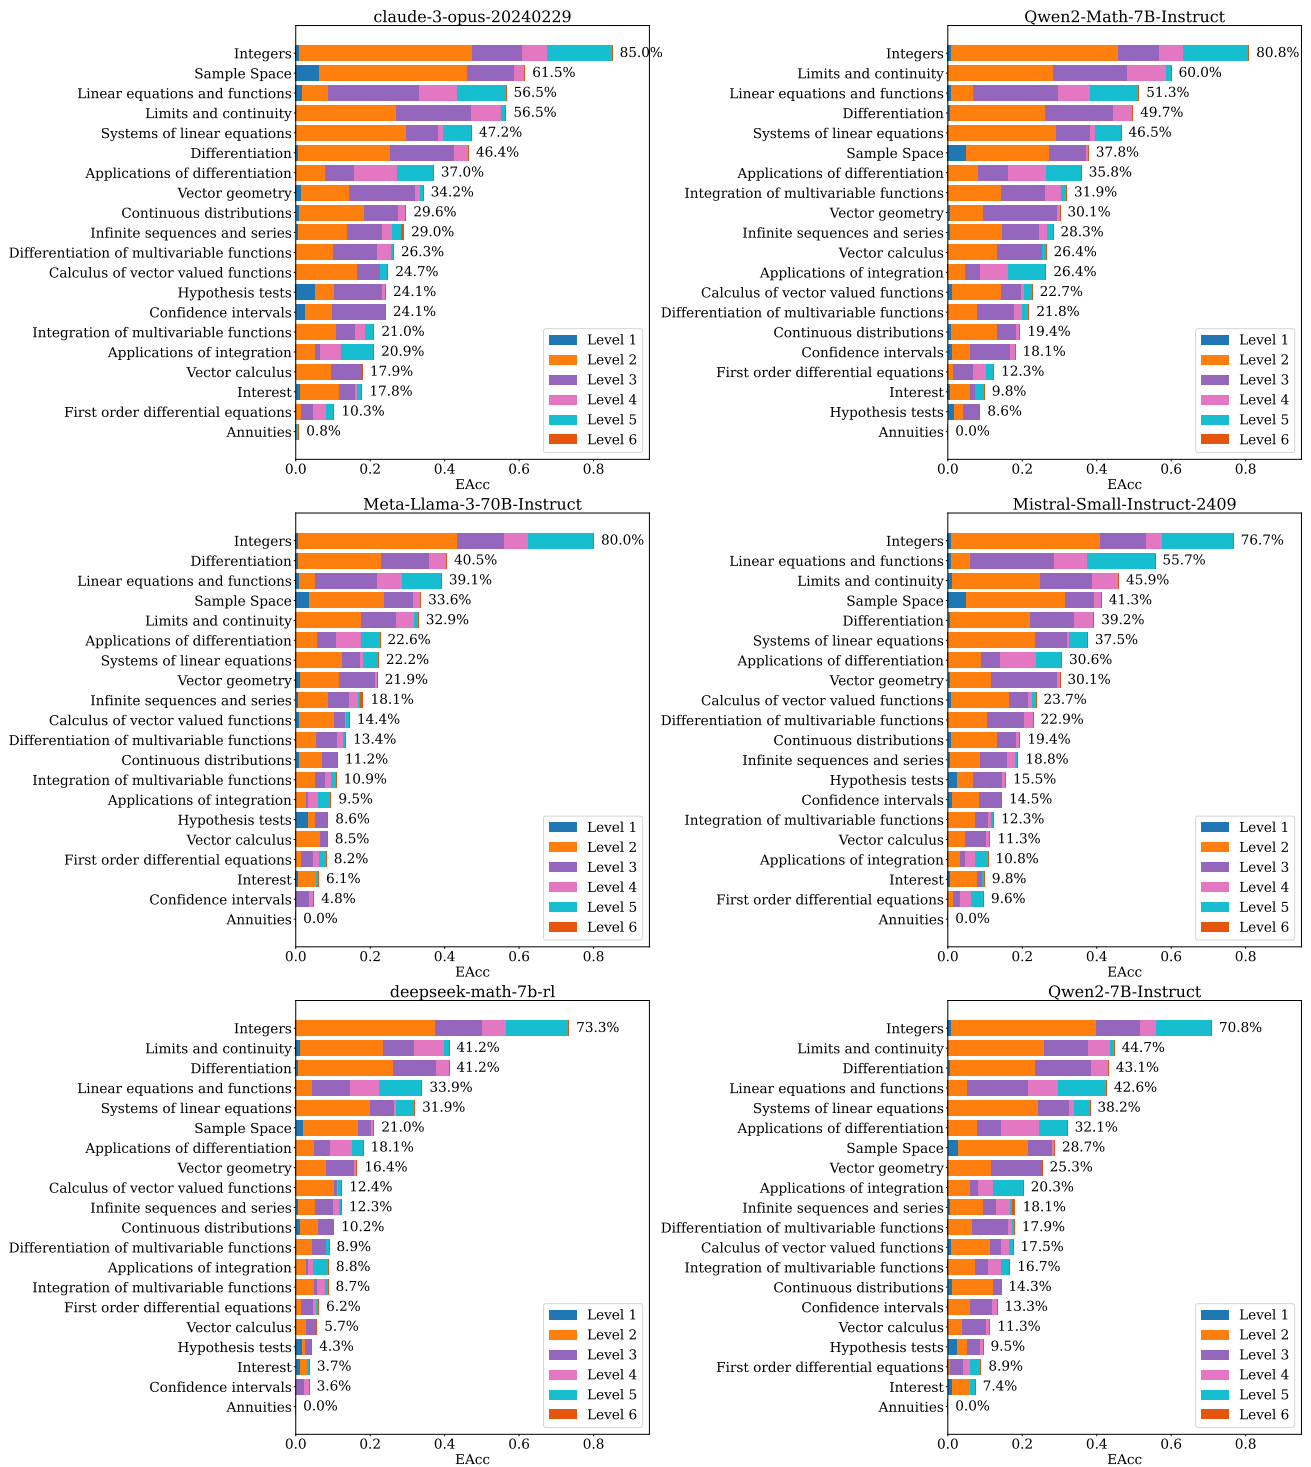 claude-3-opus-20240229
Integers 85.0%
Sample Space 61.5%
Linear equations and functions 56.5%
Limits and continuity 56.5%
Systems of linear equations 47.2%
Differentiation 46.4%
Applications of differentiation 37.0%
Vector geometry 34.2%
Continuous distributions 29.6%
Infinite sequences and series 29.0%
Differentiation of multivariable functions 26.3%
Calculus of vector valued functions 24.7%
Hypothesis tests 24.1%
Confidence intervals 24.1%
Integration of multivariable functions 21.0%
Applications of integration 20.9%
Vector calculus 17.9%
Interest 17.8%
First order differential equations 10.3%
Annuities 0.8%
Level 1
Level 2
Level 3
Level 4
Level 5
Level 6
0.0 0.2 0.4 0.6 0.8
EAcc
Qwen2-Math-7B-Instruct
Integers 80.8%
Limits and continuity 60.0%
Linear equations and functions 51.3%
Differentiation 49.7%
Systems of linear equations 46.5%
Sample Space 37.8%
Applications of differentiation 35.8%
Integration of multivariable functions 31.9%
Vector geometry 30.1%
Infinite sequences and series 28.3%
Vector calculus 26.4%
Applications of integration 26.4%
Calculus of vector valued functions 22.7%
Differentiation of multivariable functions 21.8%
Continuous distributions 19.4%
Confidence intervals 18.1%
First order differential equations 12.3%
Interest 9.8%
Hypothesis tests 8.6%
Annuities 0.0%
Level 1
Level 2
Level 3
Level 4
Level 5
Level 6
0.0 0.2 0.4 0.6 0.8
EAcc
Meta-Llama-3-70B-Instruct
Integers 80.0%
Differentiation 40.5%
Linear equations and functions 39.1%
Sample Space 33.6%
Limits and continuity 32.9%
Applications of differentiation 22.6%
Systems of linear equations 22.2%
Vector geometry 21.9%
Infinite sequences and series 18.1%
Calculus of vector valued functions 14.4%
Differentiation of multivariable functions 13.4%
Continuous distributions 11.2%
Integration of multivariable functions 10.9%
Applications of integration 9.5%
Hypothesis tests 8.6%
Vector calculus 8.5%
First order differential equations 8.2%
Interest 6.1%
Confidence intervals 4.8%
Annuities 0.0%
Level 1
Level 2
Level 3
Level 4
Level 5
Level 6
0.0 0.2 0.4 0.6 0.8
EAcc
Mistral-Small-Instruct-2409
Integers 76.7%
Linear equations and functions 55.7%
Limits and continuity 45.9%
Sample Space 41.3%
Differentiation 39.2%
Systems of linear equations 37.5%
Applications of differentiation 30.6%
Vector geometry 30.1%
Calculus of vector valued functions 23.7%
Differentiation of multivariable functions 22.9%
Continuous distributions 19.4%
Infinite sequences and series 18.8%
Hypothesis tests 15.5%
Confidence intervals 14.5%
Integration of multivariable functions 12.3%
Vector calculus 11.3%
Applications of integration 10.8%
Interest 9.8%
First order differential equations 9.6%
Annuities 0.0%
Level 1
Level 2
Level 3
Level 4
Level 5
Level 6
0.0 0.2 0.4 0.6 0.8
EAcc
deepseek-math-7b-rl
Integers 73.3%
Limits and continuity 41.2%
Differentiation 41.2%
Linear equations and functions 33.9%
Systems of linear equations 31.9%
Sample Space 21.0%
Applications of differentiation 18.1%
Vector geometry 16.4%
Calculus of vector valued functions 12.4%
Infinite sequences and series 12.3%
Continuous distributions 10.2%
Differentiation of multivariable functions 8.9%
Applications of integration 8.8%
Integration of multivariable functions 8.7%
First order differential equations 6.2%
Vector calculus 5.7%
Hypothesis tests 4.3%
Interest 3.7%
Confidence intervals 3.6%
Annuities 0.0%
Level 1
Level 2
Level 3
Level 4
Level 5
Level 6
0.0 0.2 0.4 0.6 0.8
EAcc
Qwen2-7B-Instruct
Integers 70.8%
Limits and continuity 44.7%
Differentiation 43.1%
Linear equations and functions 42.6%
Systems of linear equations 38.2%
Applications of differentiation 32.1%
Sample Space 28.7%
Vector geometry 25.3%
Applications of integration 20.3%
Infinite sequences and series 18.1%
Differentiation of multivariable functions 17.9%
Calculus of vector valued functions 17.5%
Integration of multivariable functions 16.7%
Continuous distributions 14.3%
Confidence intervals 13.3%
Vector calculus 11.3%
Hypothesis tests 9.5%
First order differential equations 8.9%
Interest 7.4%
Annuities 0.0%
Level 1
Level 2
Level 3
Level 4
Level 5
Level 6
0.0 0.2 0.4 0.6 0.8
EAcc